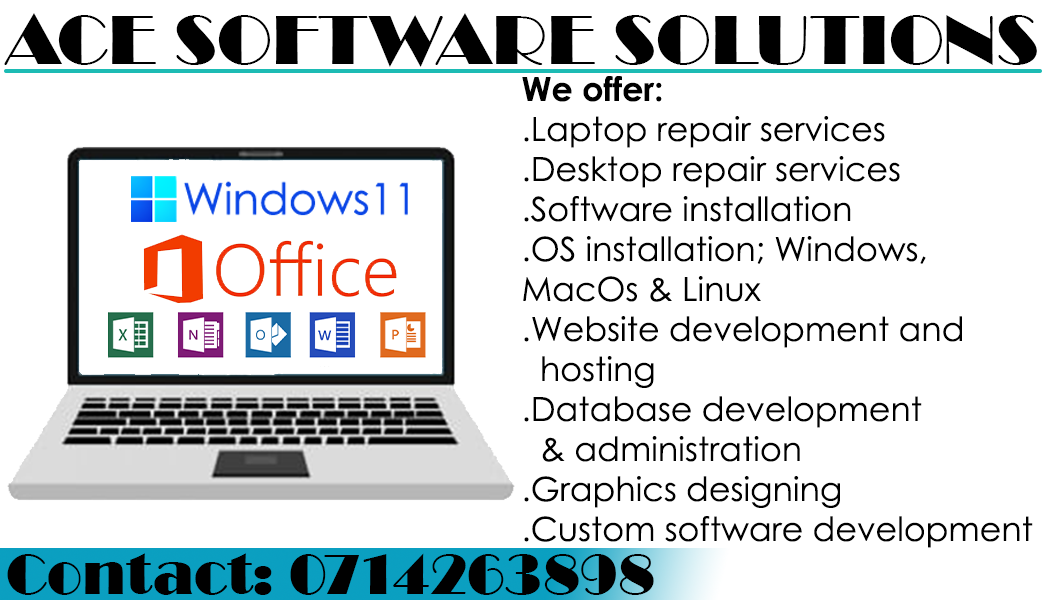 ACE SOFTWARE SOLUTIONS
We offer:
.Laptop repair services
.Desktop repair services
.Software installation
.OS installation; Windows,
MacOs & Linux
.Website development and
hosting
.Database development
& administration
.Graphics designing
.Custom software development
Windows11
Office
X N O W P
Contact: 0714263898